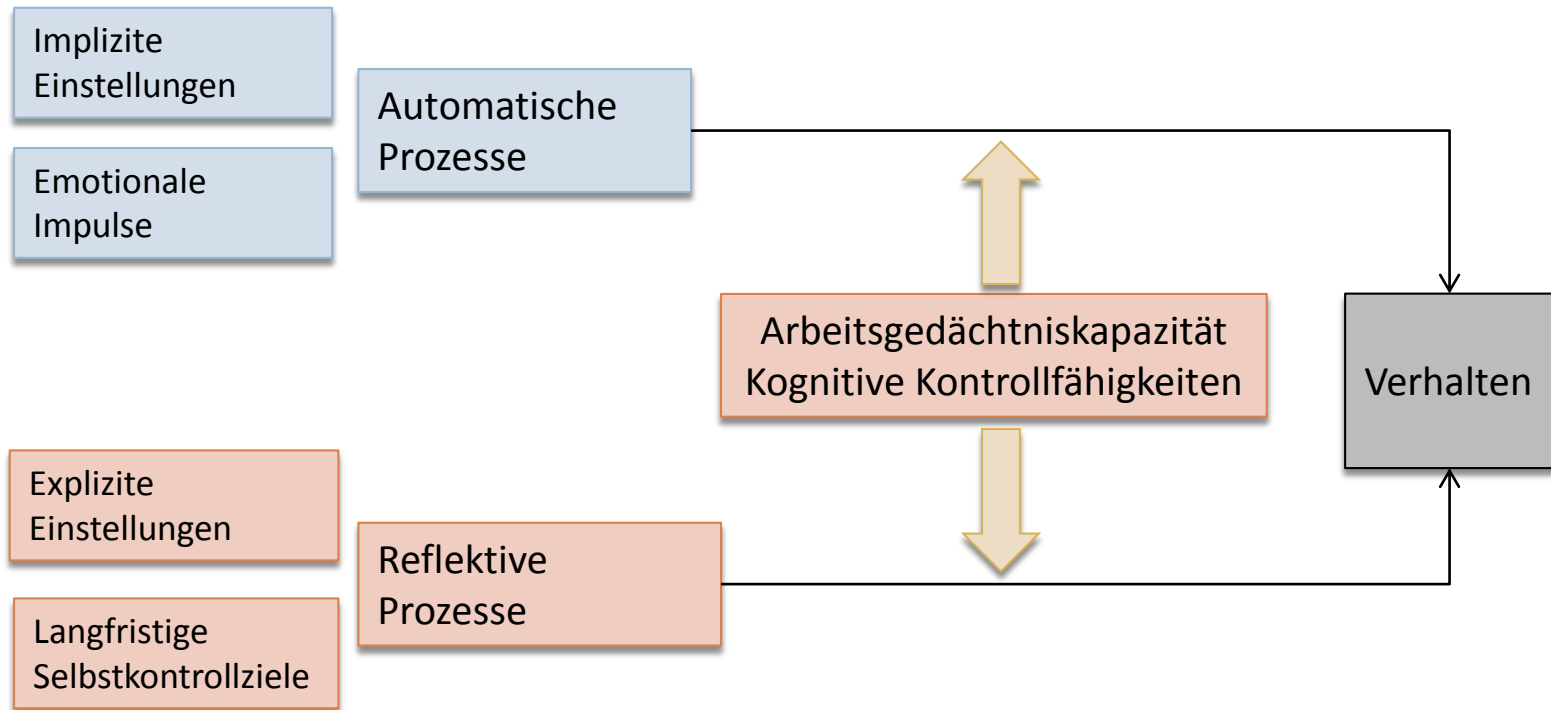 Implizite
Einstellungen
Emotionale
Impulse
Automatische
Prozesse
Arbeitsgedächtniskapazität
Kognitive Kontrollfähigkeiten
Verhalten
Explizite
Einstellungen
Langfristige
Selbstkontrollziele
Reflektive
Prozesse